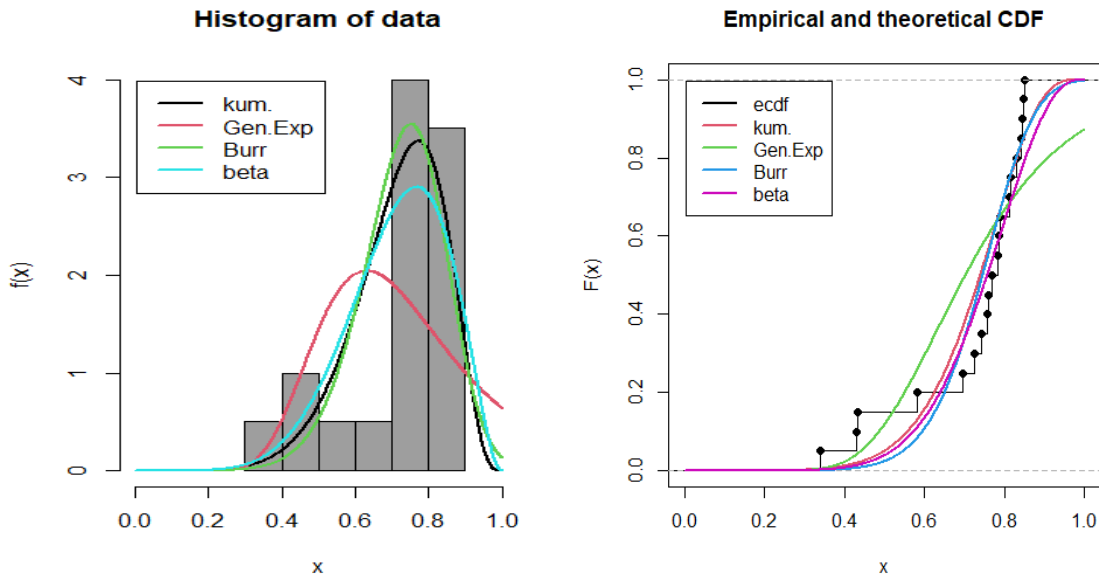 Histogram of data
kum.
Gen.Exp
Burr
beta
f(x)
0
1
2
3
4
0.0 0.2 0.4 0.6 0.8 1.0
x
Empirical and theoretical CDF
ecdf
kum.
Gen.Exp
Burr
beta
F(x)
0.0
0.2
0.4
0.6
0.8
1.0
0.0 0.2 0.4 0.6 0.8 1.0
x